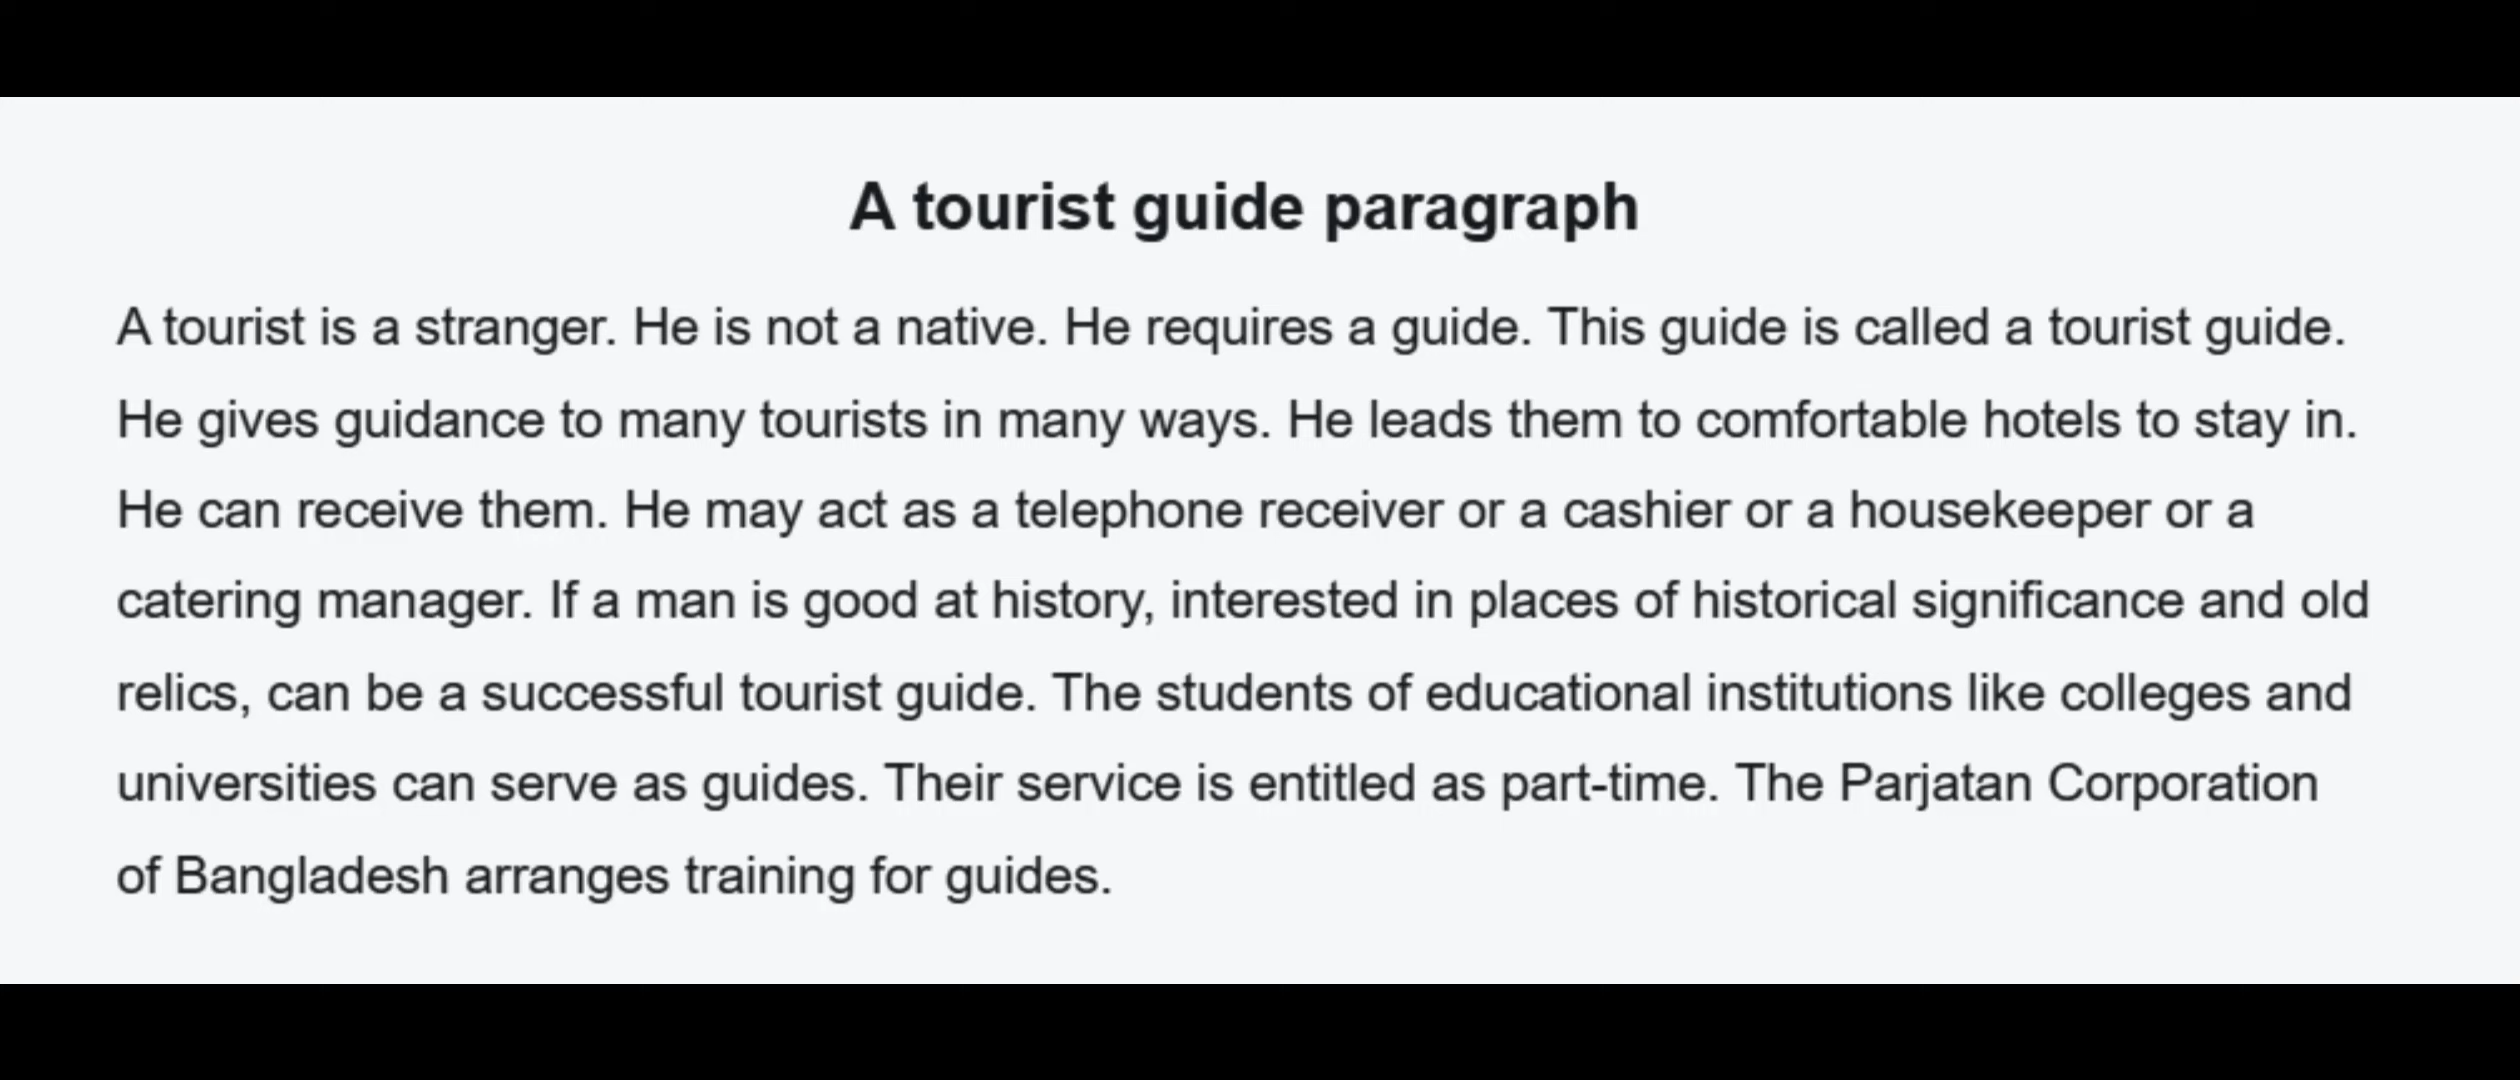 A tourist guide paragraph
A tourist is a stranger. He is not a native. He requires a guide. This guide is called a tourist guide.
He gives guidance to many tourists in many ways. He leads them to comfortable hotels to stay in.
He can receive them. He may act as a telephone receiver or a cashier or a housekeeper or a
catering manager. If a man is good at history, interested in places of historical significance and old
relics, can be a successful tourist guide. The students of educational institutions like colleges and
universities can serve as guides. Their service is entitled as part-time. The Parjatan Corporation
of Bangladesh arranges training for guides.